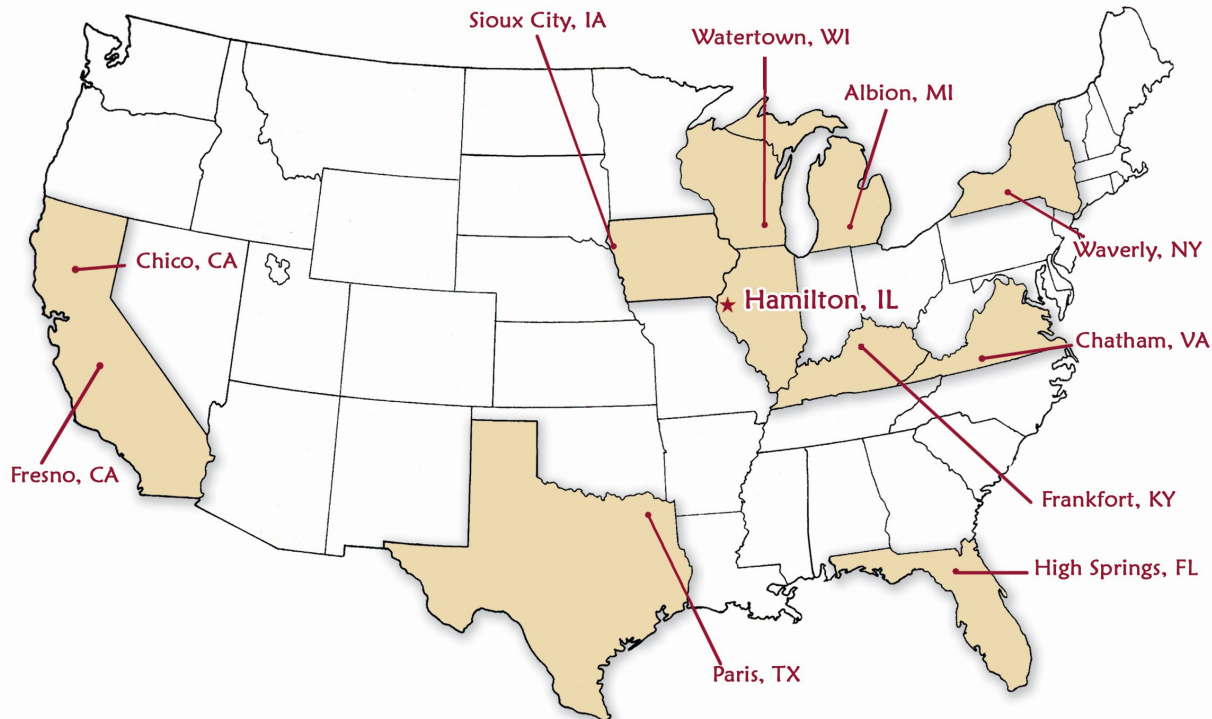 Sioux City, IA
Watertown, WI
Albion, MI
Waverly, NY
Chico, CA
Hamilton, IL
Chatham, VA
Fresno, CA
Frankfort, KY
High Springs, FL
Paris, TX